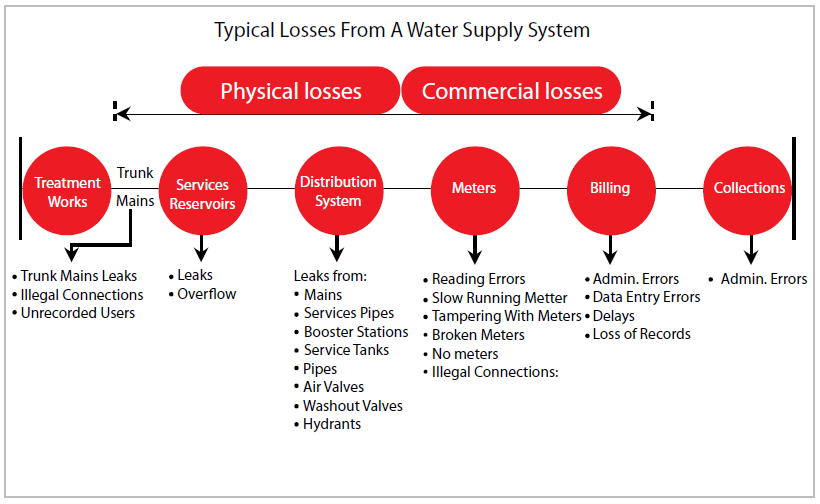 Typical Losses From A Water Supply System
Physical losses
Commercial losses
Treatment
Works
Trunk
Mains
Services
Reservoirs
Distribution
System
Meters
Billing
Collections
• Trunk Mains Leaks
• Illegal Connections
• Unrecorded Users
• Leaks
• Overflow
Leaks from:
• Mains
• Services Pipes
• Booster Stations
• Service Tanks
• Pipes
• Air Valves
• Washout Valves
• Hydrants
• Reading Errors
• Slow Running Metter
• Tampering With Meters
• Broken Meters
• No meters
• Illegal Connections:
• Admin. Errors
• Data Entry Errors
• Delays
• Loss of Records
• Admin. Errors